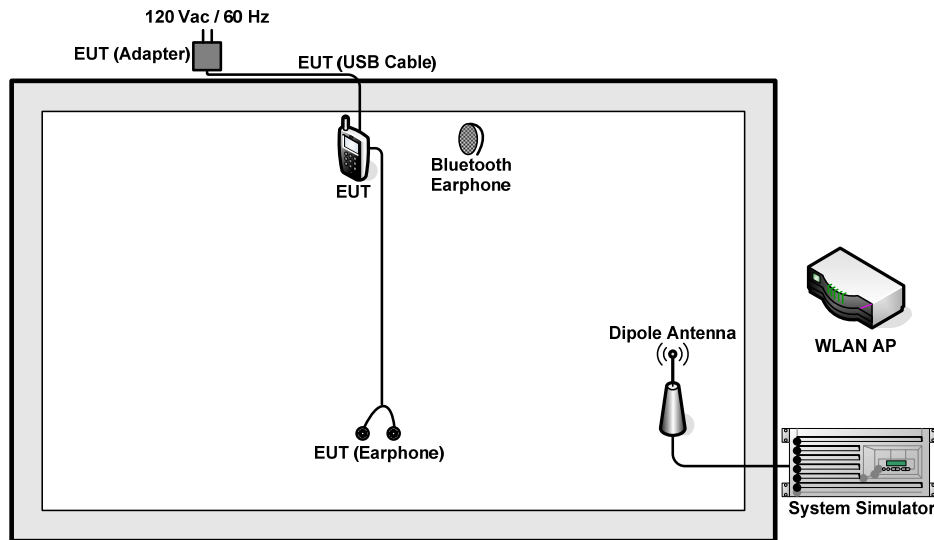 120 Vac / 60 Hz
EUT (Adapter)
EUT (USB Cable)
EUT
Bluetooth
Earphone
WLAN AP
Dipole Antenna
EUT (Earphone)
System Simulator